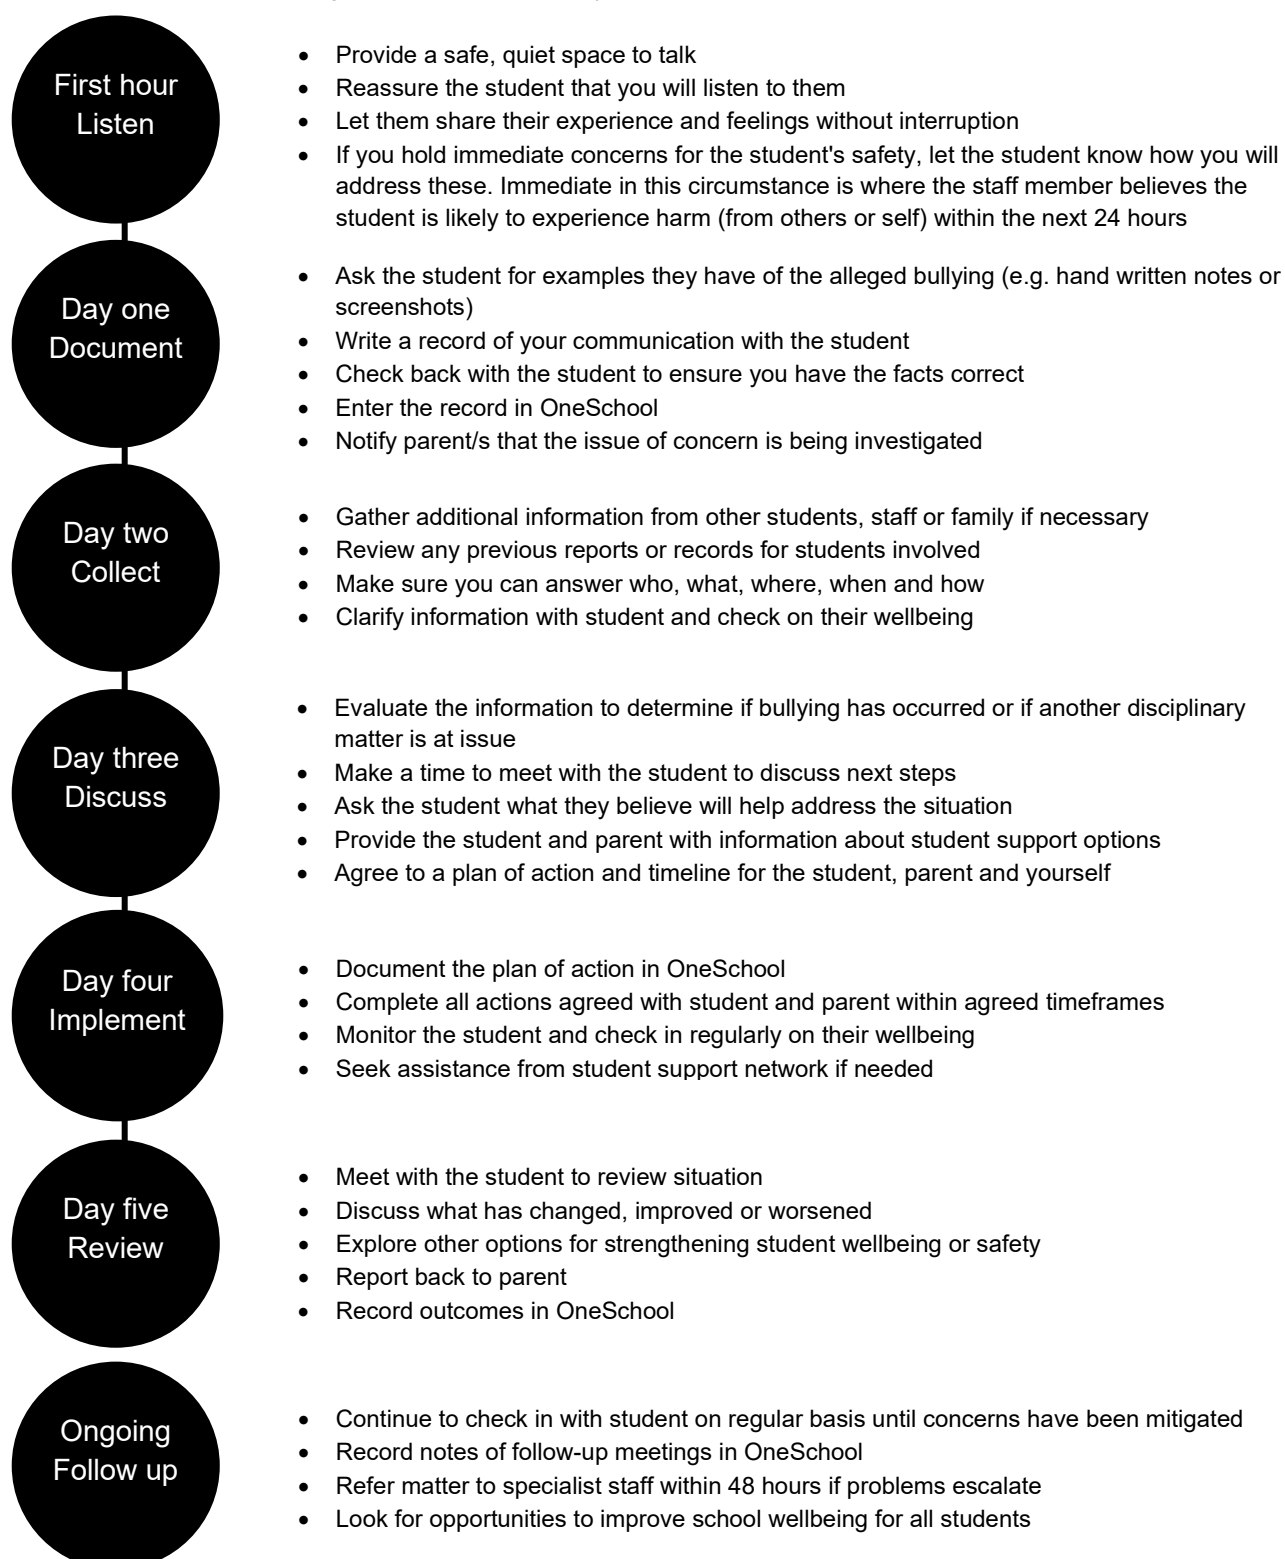 First hour
Listen
• Provide a safe, quiet space to talk
• Reassure the student that you will listen to them
• Let them share their experience and feelings without interruption
• If you hold immediate concerns for the student's safety, let the student know how you will
address these. Immediate in this circumstance is where the staff member believes the
student is likely to experience harm (from others or self) within the next 24 hours
Day one
Document
• Ask the student for examples they have of the alleged bullying (e.g. hand written notes or
screenshots)
• Write a record of your communication with the student
• Check back with the student to ensure you have the facts correct
• Enter the record in OneSchool
• Notify parent/s that the issue of concern is being investigated
Day two
Collect
• Gather additional information from other students, staff or family if necessary
• Review any previous reports or records for students involved
• Make sure you can answer who, what, where, when and how
• Clarify information with student and check on their wellbeing
Day three
Discuss
• Evaluate the information to determine if bullying has occurred or if another disciplinary
matter is at issue
• Make a time to meet with the student to discuss next steps
• Ask the student what they believe will help address the situation
• Provide the student and parent with information about student support options
• Agree to a plan of action and timeline for the student, parent and yourself
Day four
Implement
• Document the plan of action in OneSchool
• Complete all actions agreed with student and parent within agreed timeframes
• Monitor the student and check in regularly on their wellbeing
• Seek assistance from student support network if needed
Day five
Review
• Meet with the student to review situation
• Discuss what has changed, improved or worsened
• Explore other options for strengthening student wellbeing or safety
• Report back to parent
• Record outcomes in OneSchool
Ongoing
Follow up
• Continue to check in with student on regular basis until concerns have been mitigated
• Record notes of follow-up meetings in OneSchool
• Refer matter to specialist staff within 48 hours if problems escalate
• Look for opportunities to improve school wellbeing for all students